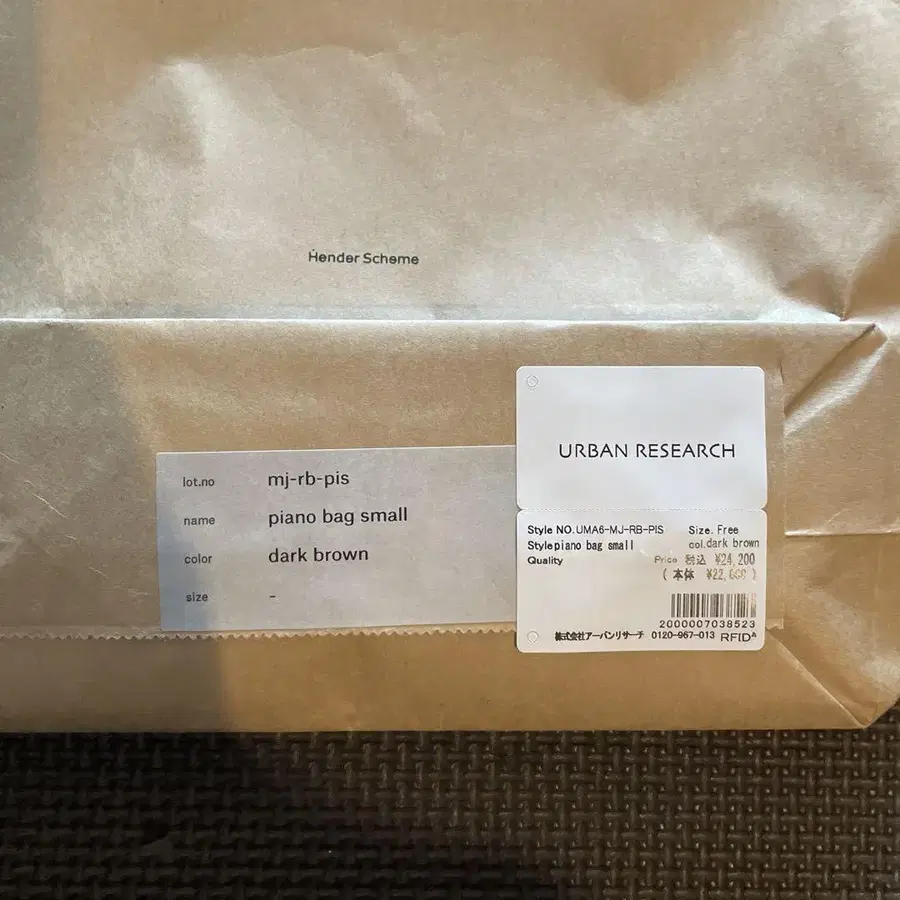 Hender Scheme
lot.no mj-rb-pis
name piano bag small
color dark brown
size -
URBAN RESEARCH
Style NO.UMA6-MJ-RB-PIS Size. Free
Stylepiano bag small col.dark brown
Quality Price 税込 ¥24,200
(本体 ¥22,000)
2000007038523
株式会社アーバンリサーチ 0120-967-013 RFID